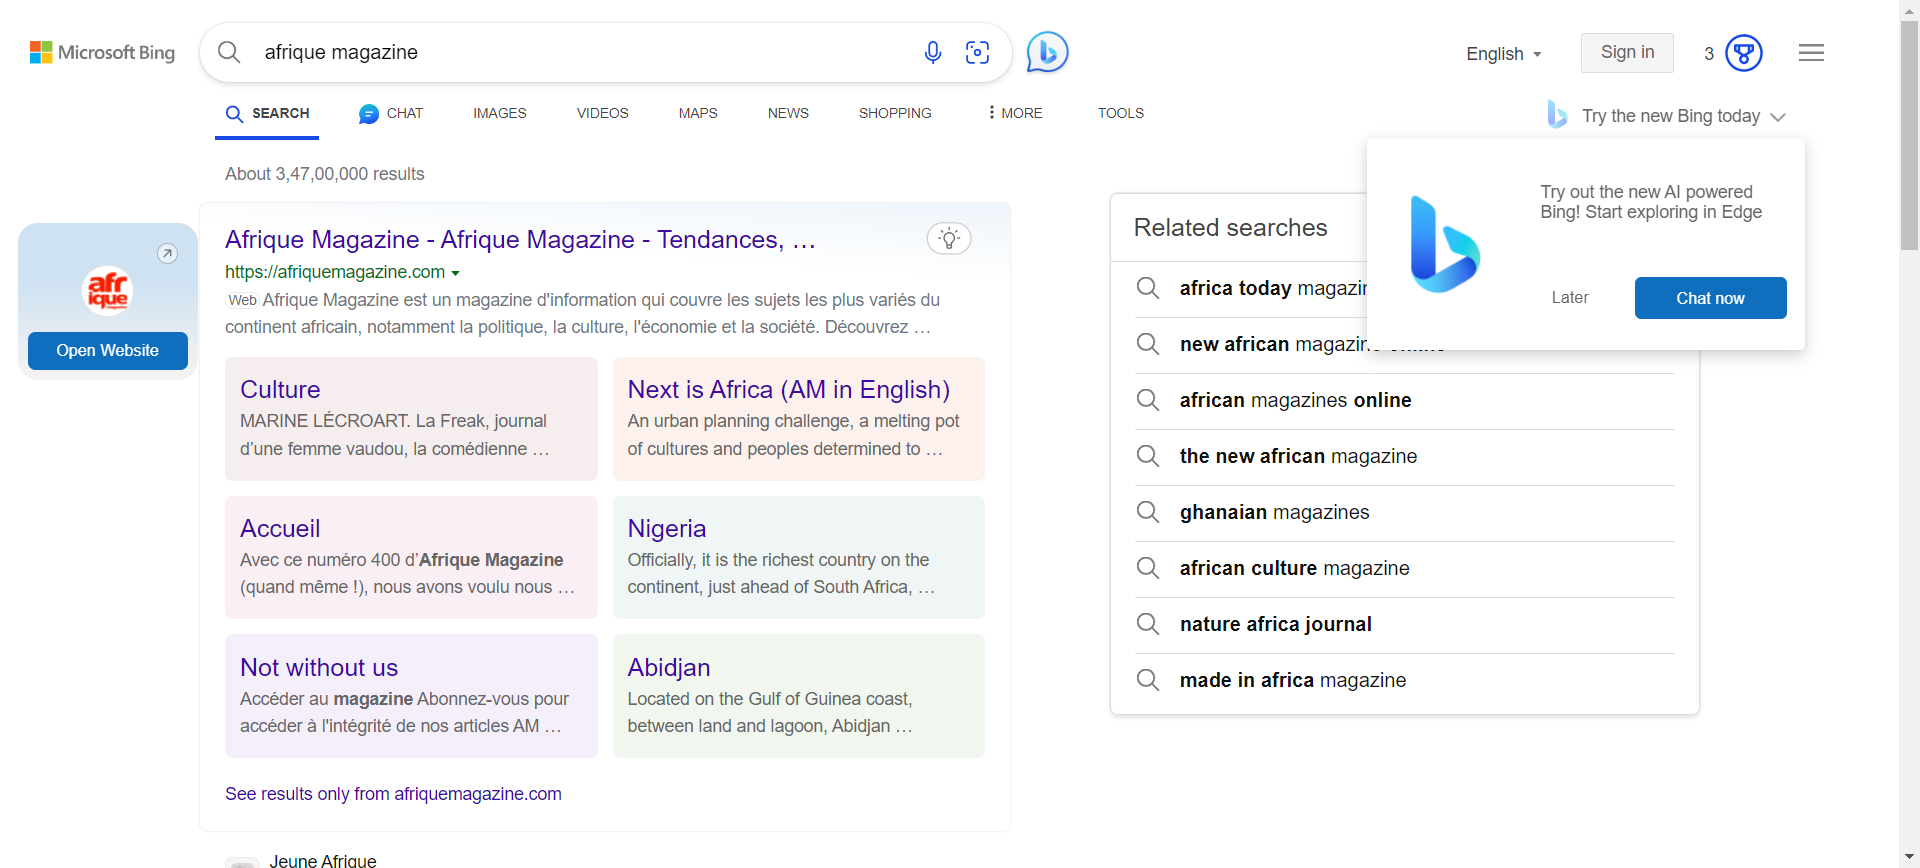 Microsoft Bing
afrique magazine
English
Sign in
3
SEARCH
CHAT
IMAGES
VIDEOS
MAPS
NEWS
SHOPPING
MORE
TOOLS
Try the new Bing today
About 3,47,00,000 results
Try out the new AI powered
Bing! Start exploring in Edge
Later
Chat now
afr
ique
Open Website
Afrique Magazine - Afrique Magazine - Tendances, …
https://afriquemagazine.com
Web Afrique Magazine est un magazine d'information qui couvre les sujets les plus variés du
continent africain, notamment la politique, la culture, l'économie et la société. Découvrez …
Culture
MARINE LÉCROART. La Freak, journal
d’une femme vaudou, la comédienne …
Next is Africa (AM in English)
An urban planning challenge, a melting pot
of cultures and peoples determined to …
Accueil
Avec ce numéro 400 d’Afrique Magazine
(quand même !), nous avons voulu nous …
Nigeria
Officially, it is the richest country on the
continent, just ahead of South Africa, …
Not without us
Accéder au magazine Abonnez-vous pour
accéder à l'intégrité de nos articles AM …
Abidjan
Located on the Gulf of Guinea coast,
between land and lagoon, Abidjan …
See results only from afriquemagazine.com
Jeune Afrique
Related searches
africa today
new african
african magazines online
the new african magazine
ghanaian magazines
african culture magazine
nature africa journal
made in africa magazine